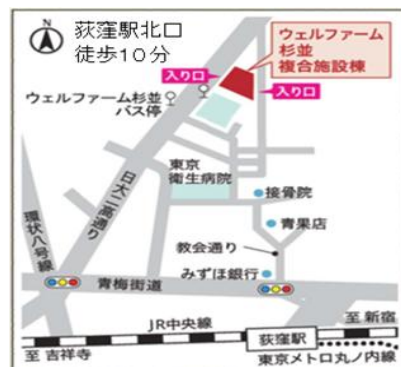 N
荻窪駅北口
徒歩10分
ウェルファーム
杉並
複合施設棟
入り口
入り口
ウェルファーム杉並
バス停
東京
衛生病院
日大二高通り
接骨院
青果店
環状八号線
教会通り
みずほ銀行
青梅街道
JR中央線
至 新宿
荻窪駅
至 吉祥寺
東京メトロ丸ノ内線